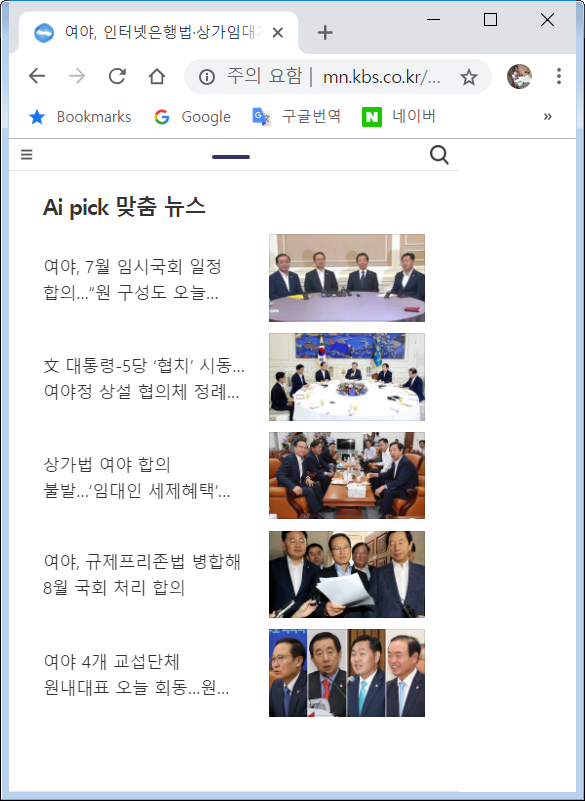 여야, 인터넷은행법·상가임대차
주의 요함 | mn.kbs.co.kr/...
Bookmarks Google 구글번역 네이버 »
Ai pick 맞춤 뉴스
여야, 7월 임시국회 일정
합의...“원 구성도 오늘...
文 대통령-5당 ‘협치’ 시동...
여야정 상설 협의체 정례...
상가법 여야 합의
불발...‘임대인 세제혜택’...
여야, 규제프리존법 병합해
8월 국회 처리 합의
여야 4개 교섭단체
원내대표 오늘 회동...원...